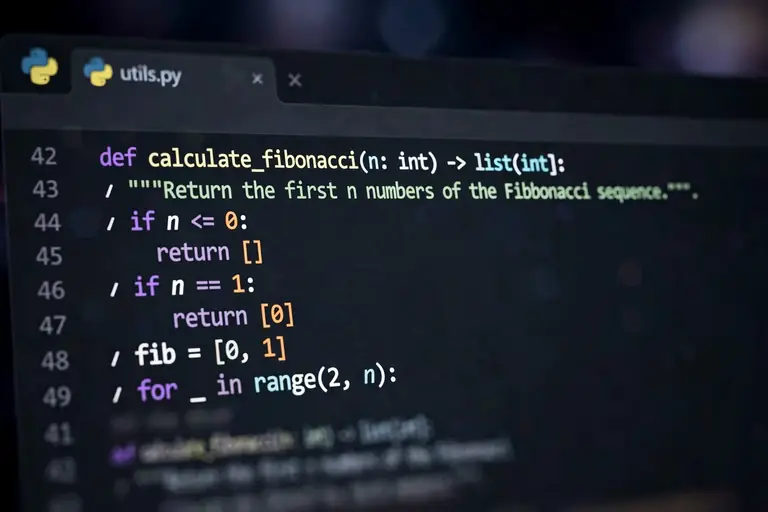 utils.py × ×
42 def calculate_fibonacci(n: int) -> list(int]:
43 / """Return the first n numbers of the Fibbonacci sequence.""".
44 / if n <= 0:
45 return []
46 / if n == 1:
47 return [0]
48 / fib = [0, 1]
49 / for _ in range(2, n):
41